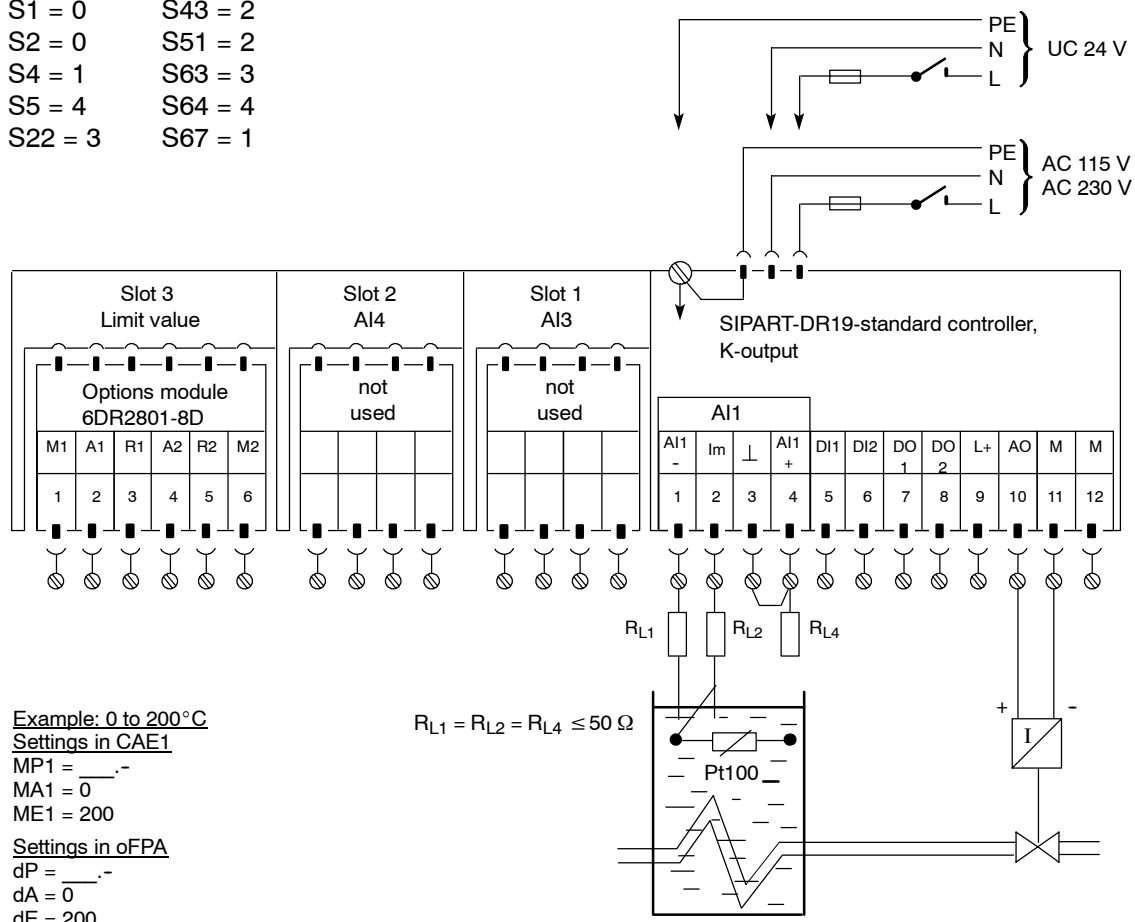 S1 = 0 S43 = 2
S2 = 0 S51 = 2
S4 = 1 S63 = 3
S5 = 4 S64 = 4
S22 = 3 S67 = 1
PE
N
L
UC 24 V
PE
N
L
AC 115 V
AC 230 V
Slot 3
Limit value
Slot 2
AI4
Slot 1
AI3
SIPART-DR19-standard controller,
K-output
Options module
6DR2801-8D
not
used
not
used
AI1
M1 A1 R1 A2 R2 M2
1 2 3 4 5 6
AI1 - Im ⊥ AI1 + DI1 DI2 DO 1 DO 2 L+ AO M M
1 2 3 4 5 6 7 8 9 10 11 12
RL1 RL2 RL4
RL1 = RL2 = RL4 ≤ 50 Ω
Pt100
+ -
I
Example: 0 to 200°C
Settings in CAE1
MP1 = ___.-
MA1 = 0
ME1 = 200
Settings in oFPA
dP = ___.-
dA = 0
dE = 200